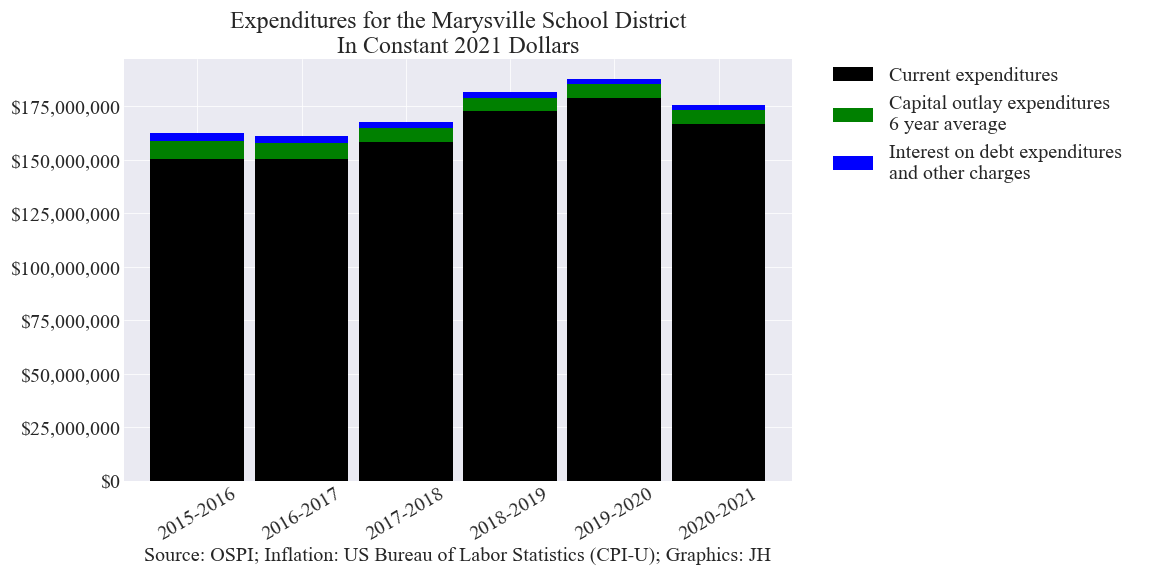 Expenditures for the Marysville School District
In Constant 2021 Dollars
Current expenditures
Capital outlay expenditures
6 year average
Interest on debt expenditures
and other charges
$175,000,000
$150,000,000
$125,000,000
$100,000,000
$75,000,000
$50,000,000
$25,000,000
$0
2015-2016
2016-2017
2017-2018
2018-2019
2019-2020
2020-2021
Source: OSPI; Inflation: US Bureau of Labor Statistics (CPI-U); Graphics: JH